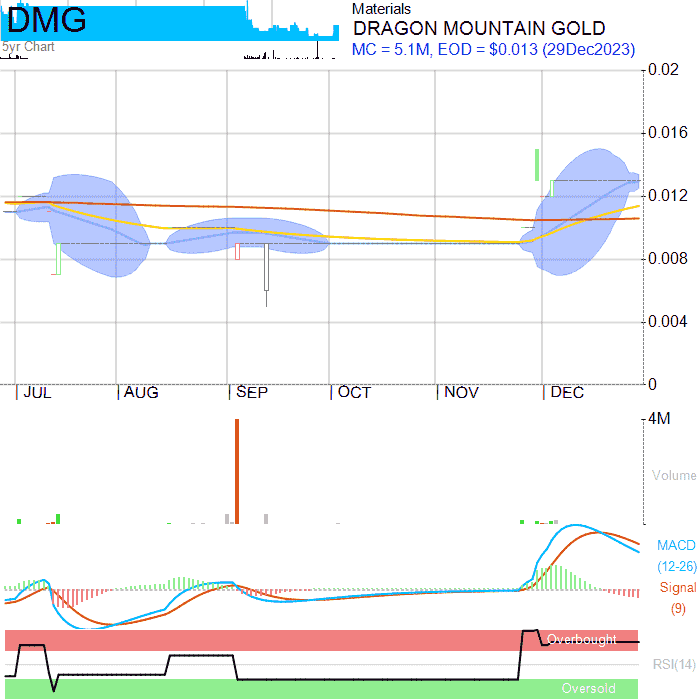 DMG
5yr Chart
Materials
DRAGON MOUNTAIN GOLD
MC = 5.1M, EOD = $0.013 (29Dec2023)
0.02
0.016
0.012
0.008
0.004
0
JUL
AUG
SEP
OCT
NOV
DEC
4M
Volume
MACD
(12-26)
Signal
(9)
Overbought
RSI(14)
Oversold